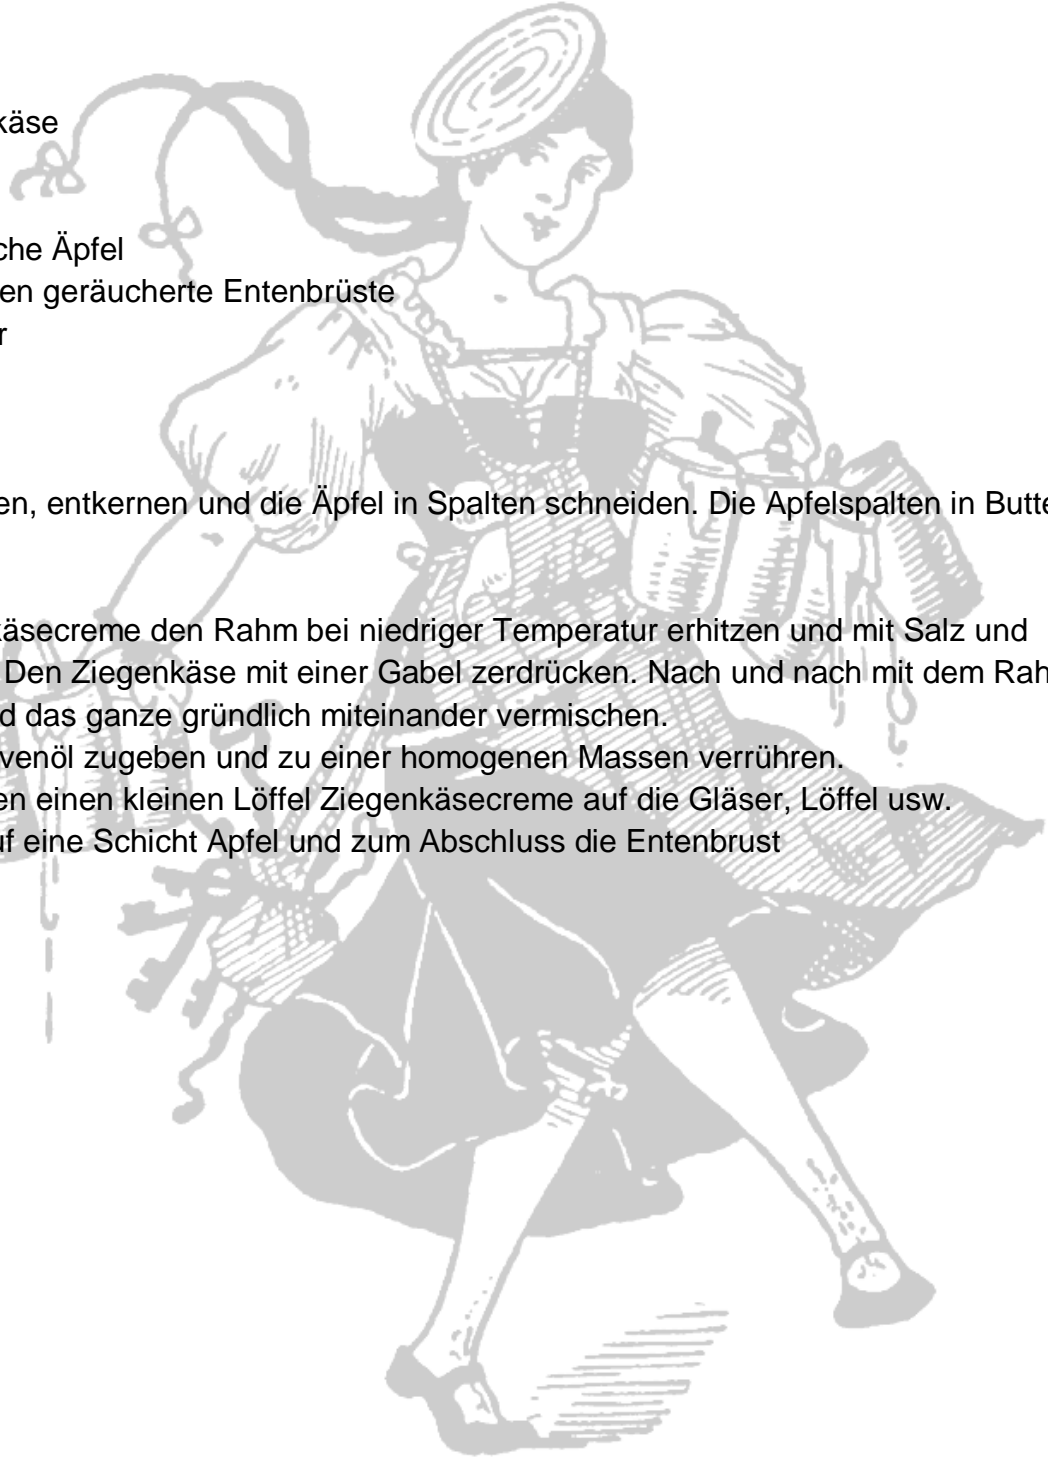 käse
che Äpfel
en geräucherte Entenbrüste
r
en, entkernen und die Äpfel in Spalten schneiden. Die Apfelspalten in Butte
käsecreme den Rahm bei niedriger Temperatur erhitzen und mit Salz und
Den Ziegenkäse mit einer Gabel zerdrücken. Nach und nach mit dem Rah
d das ganze gründlich miteinander vermischen.
venöl zugeben und zu einer homogenen Massen verrühren.
en einen kleinen Löffel Ziegenkäsecreme auf die Gläser, Löffel usw.
uf eine Schicht Apfel und zum Abschluss die Entenbrust